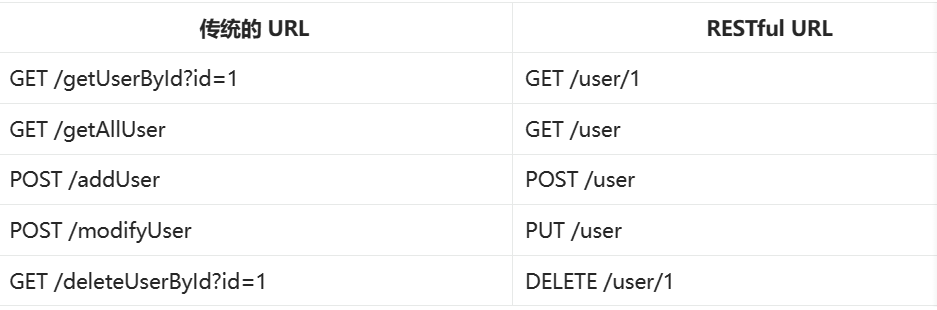 传统的 URL RESTful URL
GET /getUserById?id=1 GET /user/1
GET /getAllUser GET /user
POST /addUser POST /user
POST /modifyUser PUT /user
GET /deleteUserById?id=1 DELETE /user/1